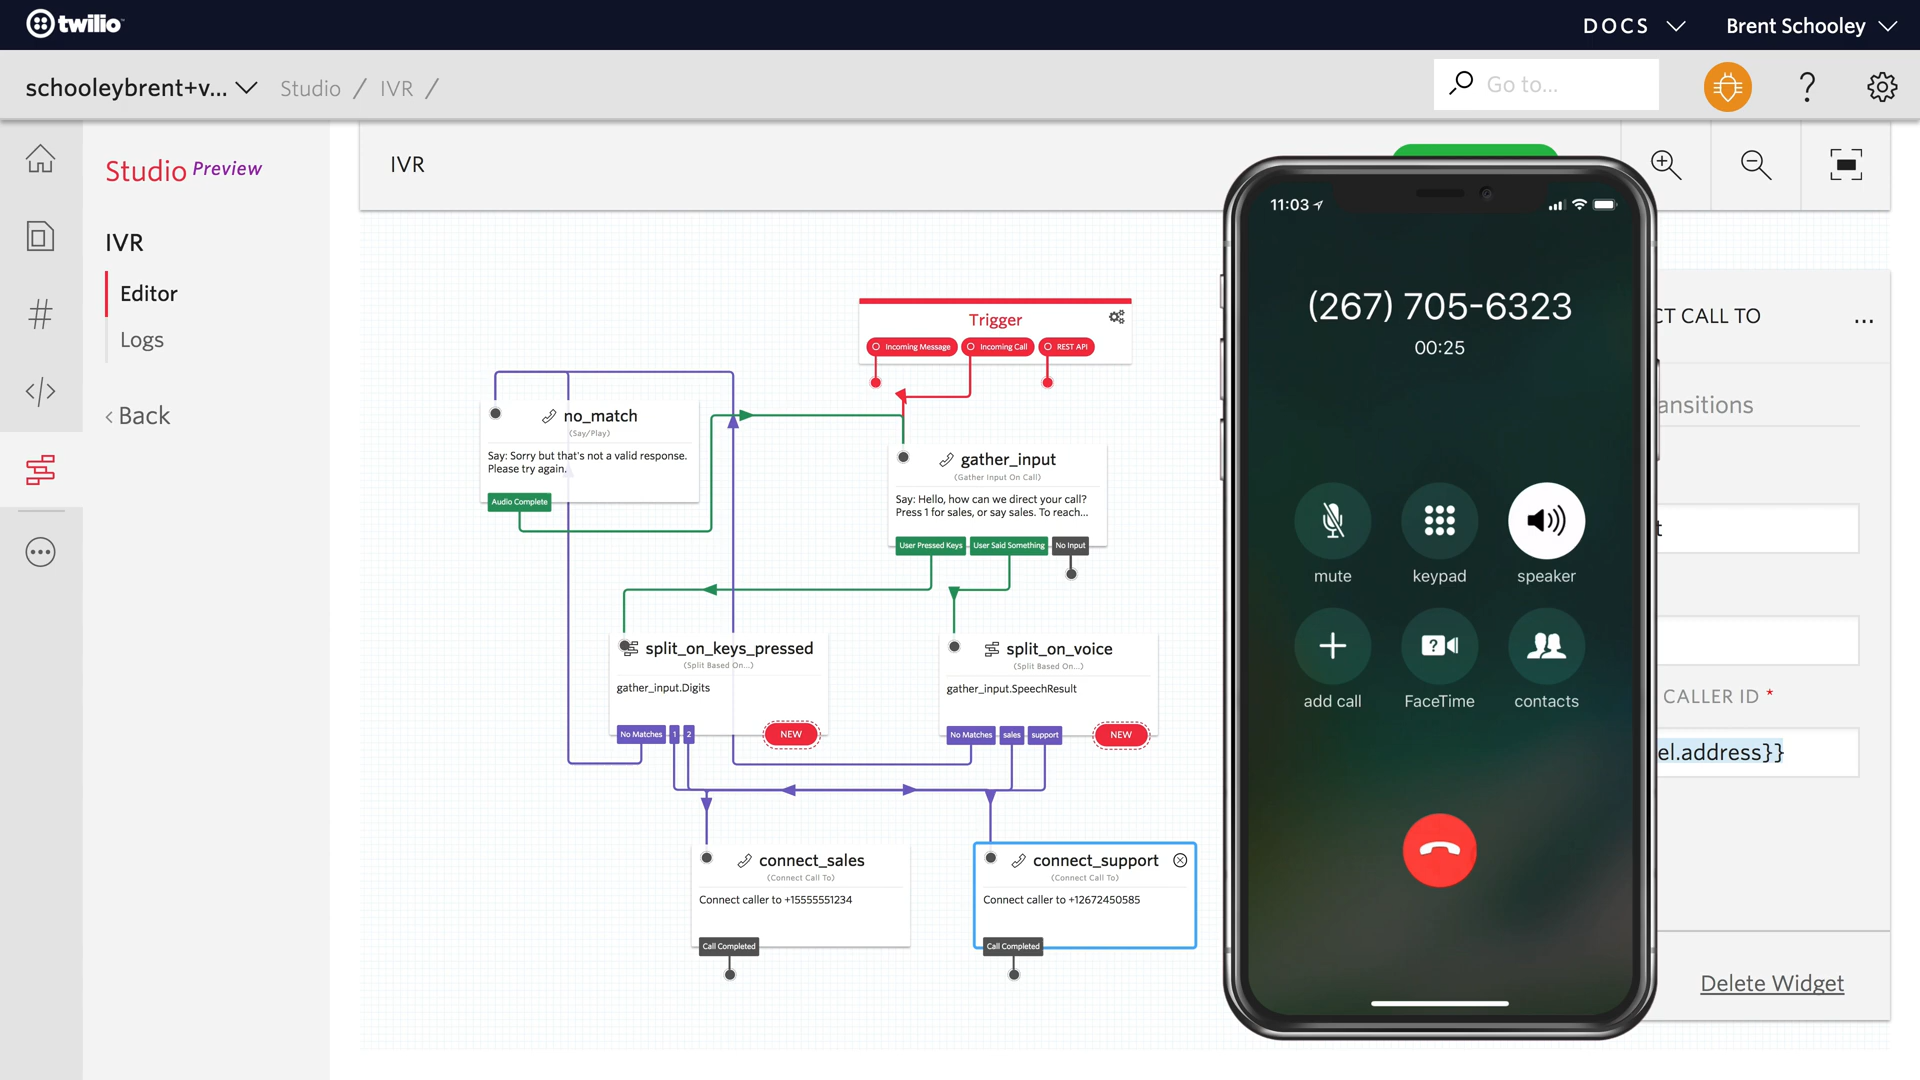 twilio
DOCS
Brent Schooley
schooleybrent+v...
Studio / IVR /
Go to...
?
Studio Preview
IVR
Editor
Logs
‹ Back
IVR
Trigger
Incoming Message
Incoming Call
REST API
no_match
(Say/Play)
Say: Sorry but that's not a valid response.
Please try again.
Audio Complete
gather_input
(Gather Input On Call)
Say: Hello, how can we direct your call?
Press 1 for sales, or say sales. To reach...
User Pressed Keys
User Said Something
No Input
split_on_keys_pressed
(Split Based On...)
gather_input.Digits
No Matches
1
2
NEW
split_on_voice
(Split Based On...)
gather_input.SpeechResult
No Matches
sales
support
NEW
connect_sales
(Connect Call To)
Connect caller to +15555551234
Call Completed
connect_support
(Connect Call To)
Connect caller to +12672450585
Call Completed
11:03
(267) 705-6323
00:25
mute
keypad
speaker
add call
FaceTime
contacts
CT CALL TO
...
ansitions
t
CALLER ID *
el.address}}
Delete Widget